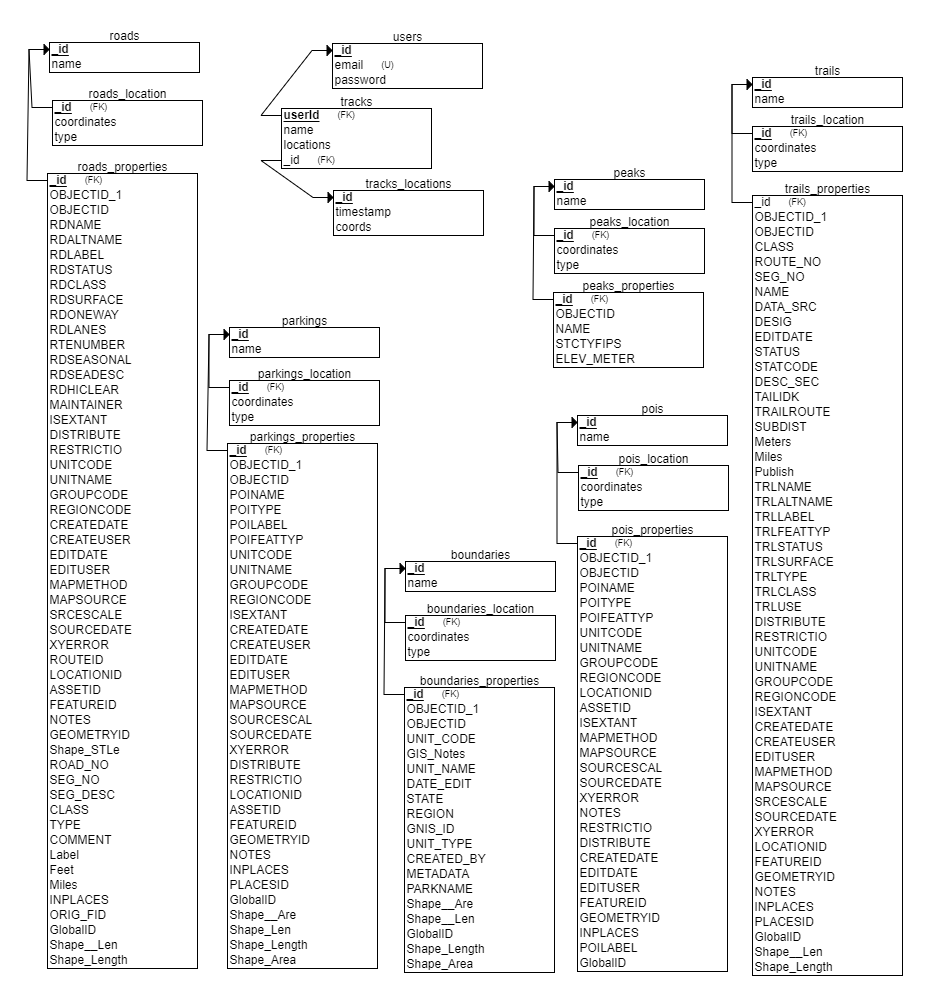 roads
_id
name
roads_location
_id (FK)
coordinates
type
roads_properties
_id (FK)
OBJECTID_1
OBJECTID
RDNAME
RDALTNAME
RDLABEL
RDSTATUS
RDCLASS
RDSURFACE
RDONEWAY
RDLANES
RTENUMBER
RDSEASONAL
RDSEADESC
RDHICLEAR
MAINTAINER
ISEXTANT
DISTRIBUTE
RESTRICTIO
UNITCODE
UNITNAME
GROUPCODE
REGIONCODE
CREATEDATE
CREATEUSER
EDITDATE
EDITUSER
MAPMETHOD
MAPSOURCE
SRCESCALE
SOURCEDATE
XYERROR
ROUTEID
LOCATIONID
ASSETID
FEATUREID
NOTES
GEOMETRYID
Shape_STLe
ROAD_NO
SEG_NO
SEG_DESC
CLASS
TYPE
COMMENT
Label
Feet
Miles
INPLACES
ORIG_FID
GlobalID
Shape__Len
Shape_Length
users
_id
email (U)
password
tracks
userId (FK)
name
locations
_id (FK)
tracks_locations
_id
timestamp
coords
parkings
_id
name
parkings_location
_id (FK)
coordinates
type
parkings_properties
_id (FK)
OBJECTID_1
OBJECTID
POINAME
POITYPE
POILABEL
POIFEATTYP
UNITCODE
UNITNAME
GROUPCODE
REGIONCODE
ISEXTANT
CREATEDATE
CREATEUSER
EDITDATE
EDITUSER
MAPMETHOD
MAPSOURCE
SOURCESCAL
SOURCEDATE
XYERROR
DISTRIBUTE
RESTRICTIO
LOCATIONID
ASSETID
FEATUREID
GEOMETRYID
NOTES
INPLACES
PLACESID
GlobalID
Shape__Are
Shape_Len
Shape_Length
Shape_Area
boundaries
_id
name
boundaries_location
_id (FK)
coordinates
type
boundaries_properties
_id (FK)
OBJECTID_1
OBJECTID
UNIT_CODE
GIS_Notes
UNIT_NAME
DATE_EDIT
STATE
REGION
GNIS_ID
UNIT_TYPE
CREATED_BY
METADATA
PARKNAME
Shape__Are
Shape__Len
GlobalID
Shape_Length
Shape_Area
peaks
_id
name
peaks_location
_id (FK)
coordinates
type
peaks_properties
_id (FK)
OBJECTID
NAME
STCTYFIPS
ELEV_METER
pois
_id
name
pois_location
_id (FK)
coordinates
type
pois_properties
_id (FK)
OBJECTID_1
OBJECTID
POINAME
POITYPE
POIFEATTYP
UNITCODE
UNITNAME
GROUPCODE
REGIONCODE
LOCATIONID
ASSETID
ISEXTANT
MAPMETHOD
MAPSOURCE
SOURCESCAL
SOURCEDATE
XYERROR
NOTES
RESTRICTIO
DISTRIBUTE
CREATEDATE
EDITDATE
EDITUSER
FEATUREID
GEOMETRYID
INPLACES
POILABEL
GlobalID
trails
_id
name
trails_location
_id (FK)
coordinates
type
trails_properties
_id (FK)
OBJECTID_1
OBJECTID
CLASS
ROUTE_NO
SEG_NO
NAME
DATA_SRC
DESIG
EDITDATE
STATUS
STATCODE
DESC_SEC
TAILIDK
TRAILROUTE
SUBDIST
Meters
Miles
Publish
TRLNAME
TRLALTNAME
TRLLABEL
TRLFEATTYP
TRLSTATUS
TRLSURFACE
TRLTYPE
TRLCLASS
TRLUSE
DISTRIBUTE
RESTRICTIO
UNITCODE
UNITNAME
GROUPCODE
REGIONCODE
ISEXTANT
CREATEDATE
CREATEUSER
EDITUSER
MAPMETHOD
MAPSOURCE
SRCESCALE
SOURCEDATE
XYERROR
LOCATIONID
FEATUREID
GEOMETRYID
NOTES
INPLACES
PLACESID
GlobalID
Shape__Len
Shape_Length